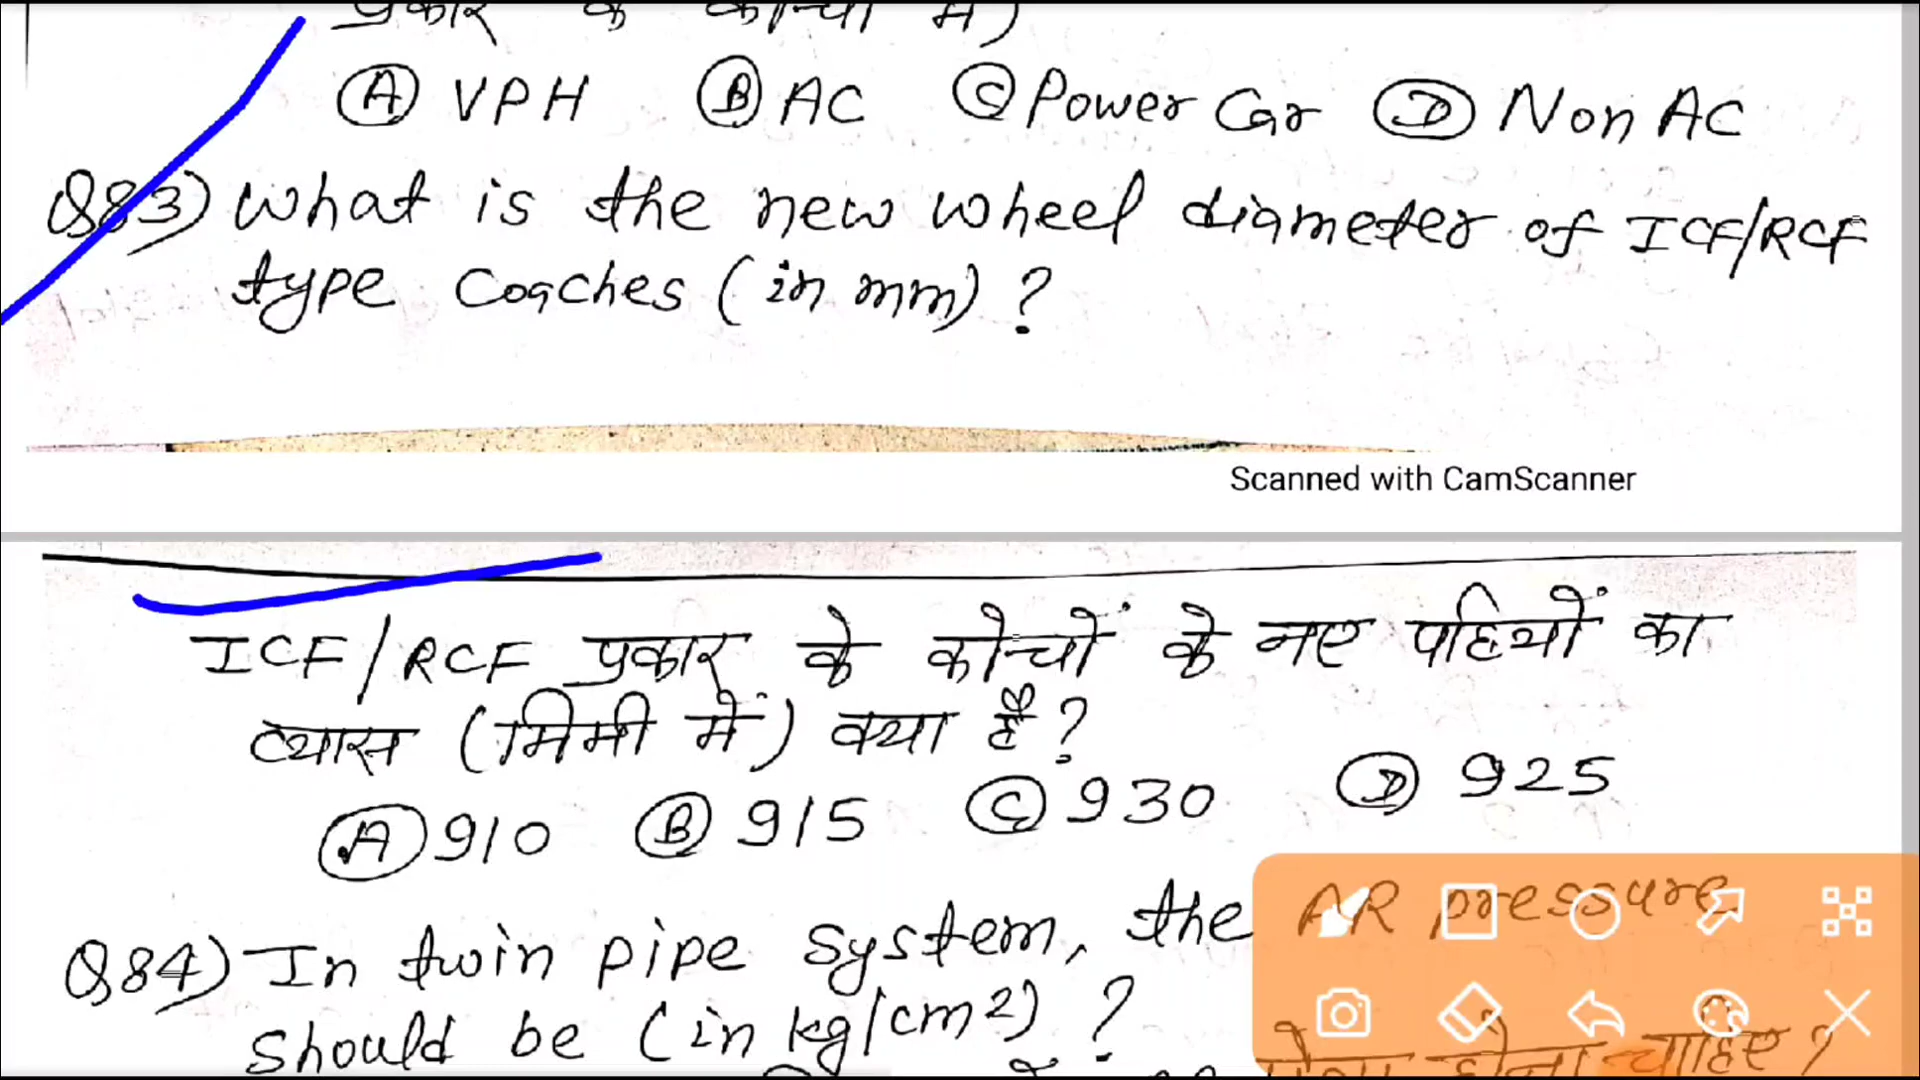 प्रकार के कोचों में)
Ⓐ VPH Ⓑ AC Ⓒ Power Car Ⓓ Non AC
Q83) What is the new wheel diameter of ICF/RCF
type coaches (in mm) ?
Scanned with CamScanner
ICF/RCF प्रकार के कोचों के नए पहियों का
व्यास (मिमी में) क्या है?
Ⓐ 910 Ⓑ 915 Ⓒ 930 Ⓓ 925
Q84) In twin pipe system, the AR pressure
should be (in kg/cm2) ?
होना चाहिए?